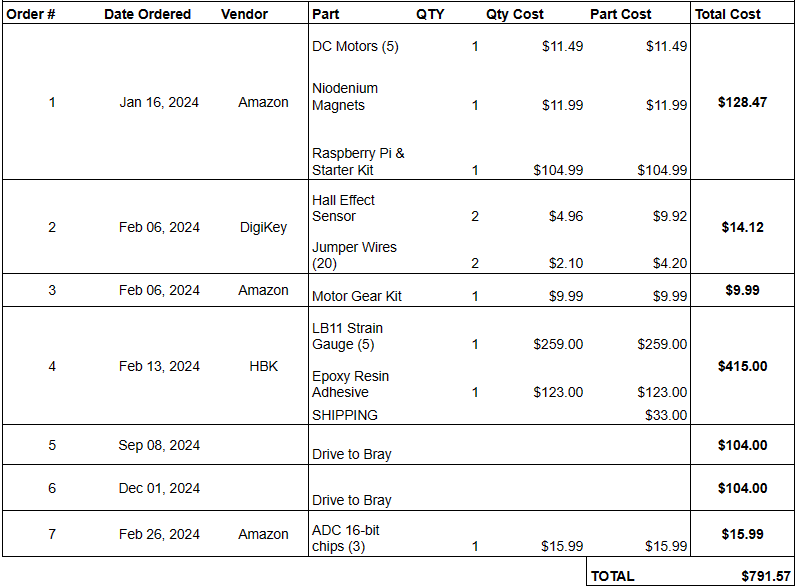 Order # Date Ordered Vendor Part QTY Qty Cost Part Cost Total Cost
DC Motors (5) 1 $11.49 $11.49
Niodenium
Magnets 1 $11.99 $11.99
1 Jan 16, 2024 Amazon $128.47
Raspberry Pi &
Starter Kit 1 $104.99 $104.99
Hall Effect
Sensor 2 $4.96 $9.92
2 Feb 06, 2024 DigiKey $14.12
Jumper Wires
(20) 2 $2.10 $4.20
3 Feb 06, 2024 Amazon Motor Gear Kit 1 $9.99 $9.99 $9.99
LB11 Strain
Gauge (5) 1 $259.00 $259.00
4 Feb 13, 2024 HBK $415.00
Epoxy Resin
Adhesive 1 $123.00 $123.00
SHIPPING $33.00
5 Sep 08, 2024 Drive to Bray $104.00
6 Dec 01, 2024 Drive to Bray $104.00
7 Feb 26, 2024 Amazon ADC 16-bit $15.99
chips (3) 1 $15.99 $15.99
TOTAL $791.57